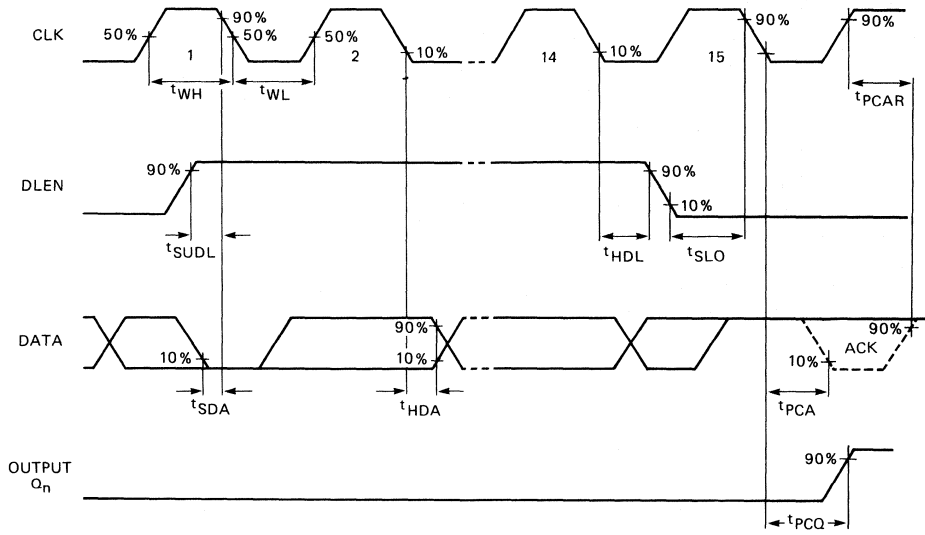 CLK
50%
1
90%
50%
50%
2
10%
14
10%
15
90%
90%
tWH
tWL
tPCAR
DLEN
90%
90%
10%
tSUDL
tHDL
tSLO
DATA
10%
90%
10%
ACK
90%
10%
tSDA
tHDA
tPCA
OUTPUT
Qn
90%
tPCQ